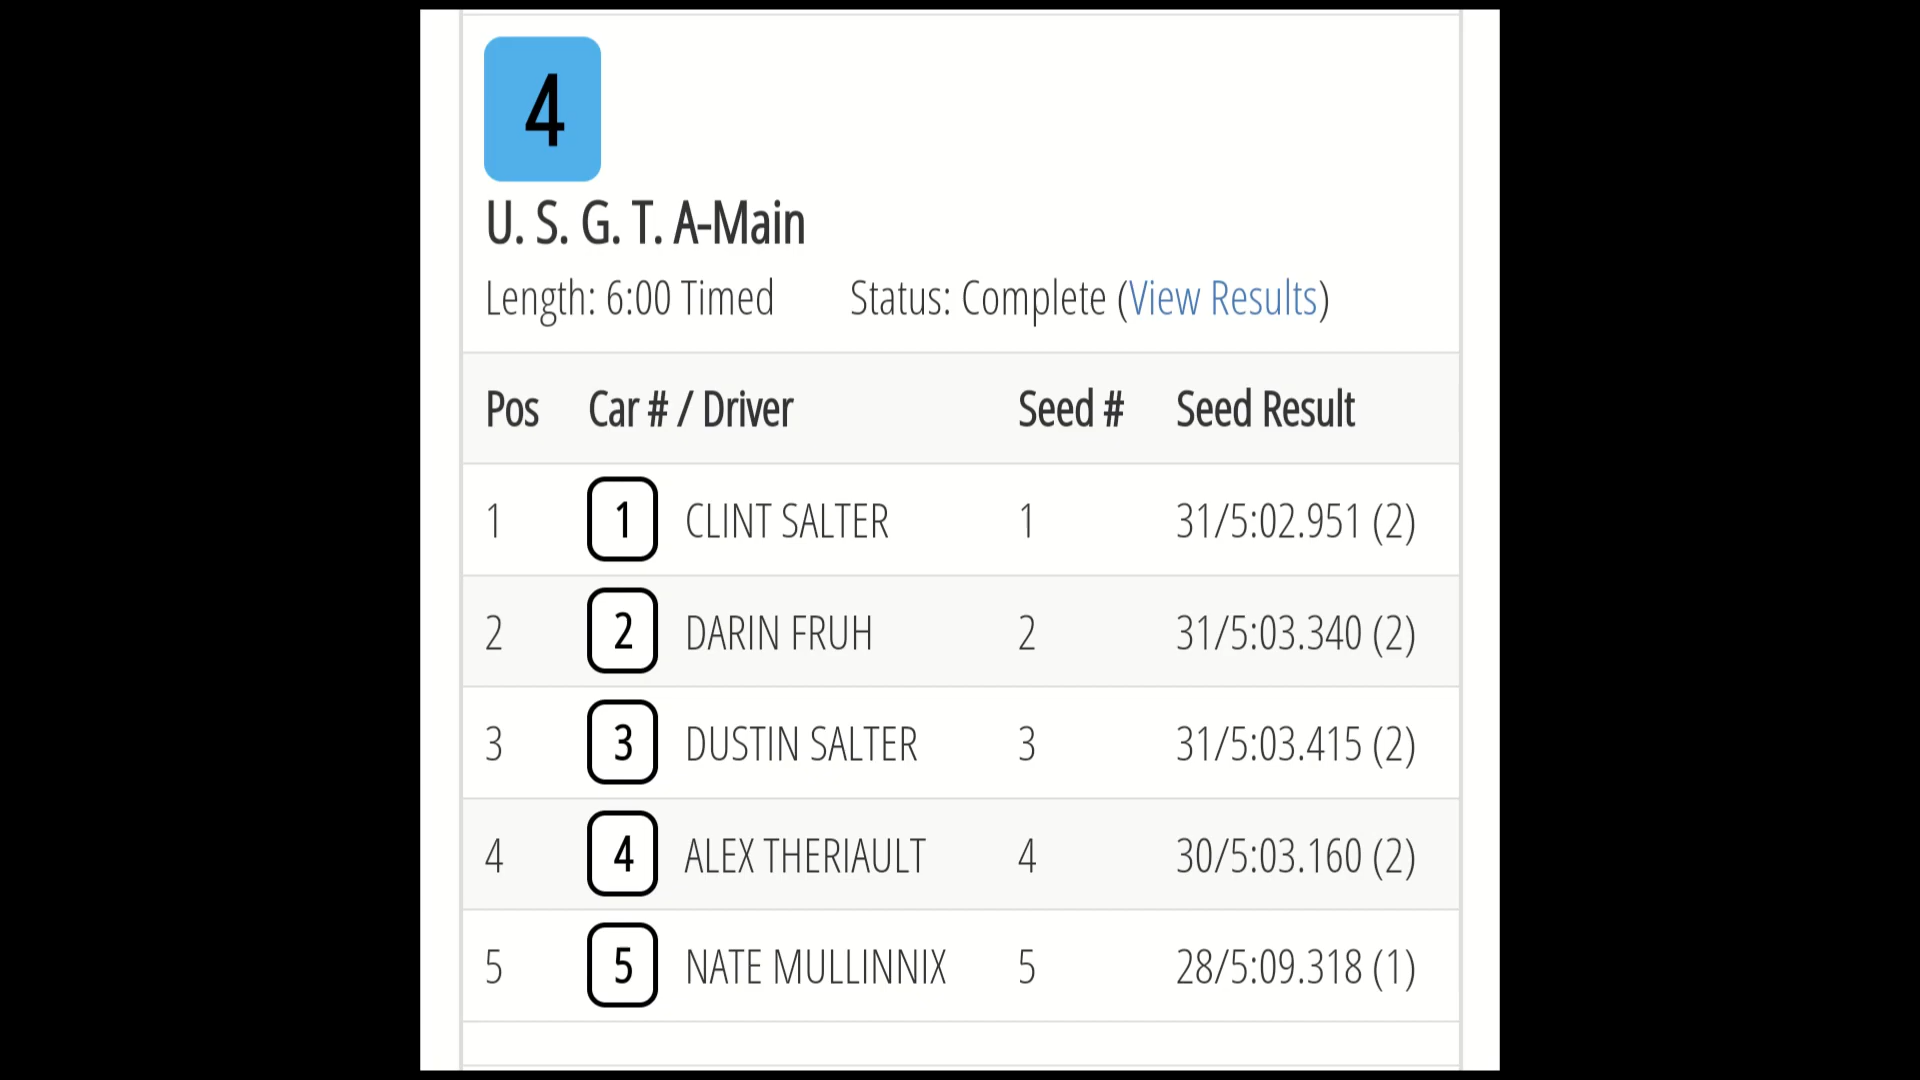 4
U. S. G. T. A-Main
Length: 6:00 Timed Status: Complete (View Results)
Pos Car # / Driver Seed # Seed Result
1 1 CLINT SALTER 1 31/5:02.951 (2)
2 2 DARIN FRUH 2 31/5:03.340 (2)
3 3 DUSTIN SALTER 3 31/5:03.415 (2)
4 4 ALEX THERIAULT 4 30/5:03.160 (2)
5 5 NATE MULLINNIX 5 28/5:09.318 (1)